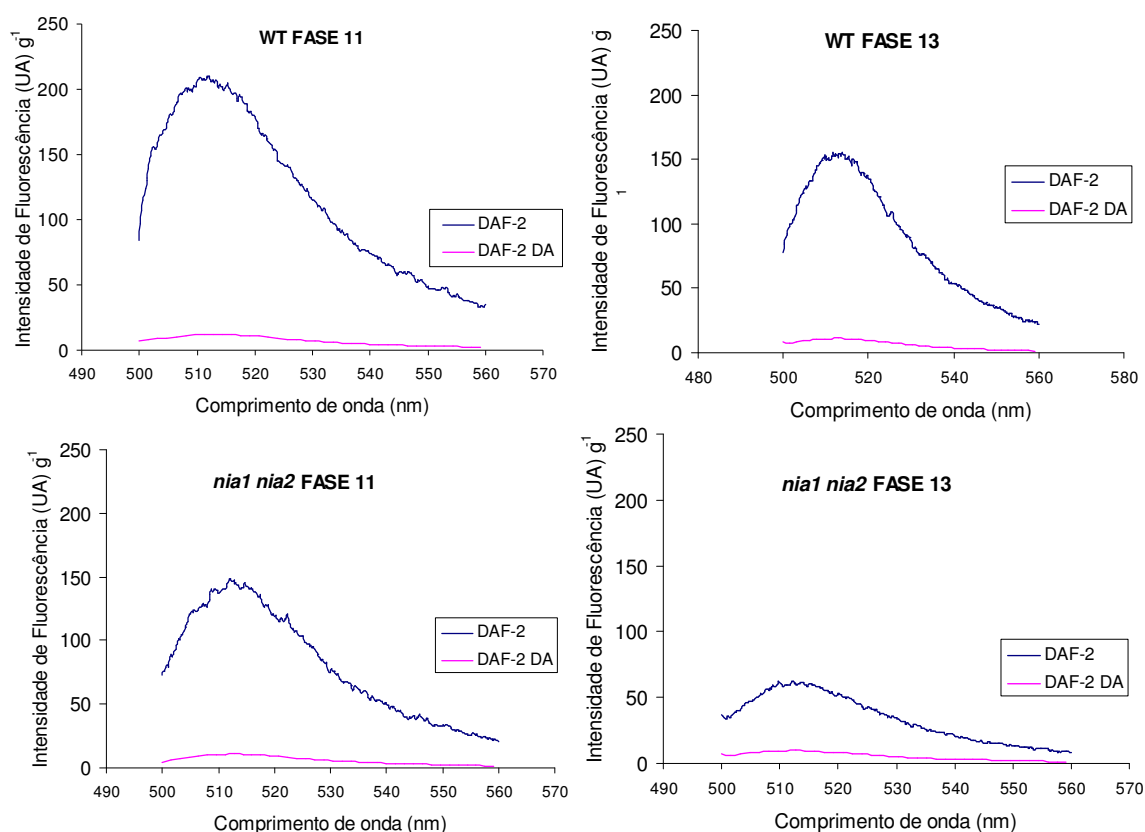 WT FASE 11
Intensidade de Fluorescência (UA) g⁻¹
250
200
150
100
50
0
490 500 510 520 530 540 550 560 570
Comprimento de onda (nm)
DAF-2
DAF-2 DA
WT FASE 13
Intensidade de Fluorescência (UA) g⁻
1
250
200
150
100
50
0
480 500 520 540 560 580
Comprimento de onda (nm)
DAF-2
DAF-2 DA
nia1 nia2 FASE 11
Intensidade de Fluorescência (UA) g⁻¹
250
200
150
100
50
0
490 500 510 520 530 540 550 560 570
Comprimento de onda (nm)
DAF-2
DAF-2 DA
nia1 nia2 FASE 13
Intensidade de Fluorescência (UA) g⁻¹
250
200
150
100
50
0
490 500 510 520 530 540 550 560 570
Comprimento de onda (nm)
DAF-2
DAF-2 DA